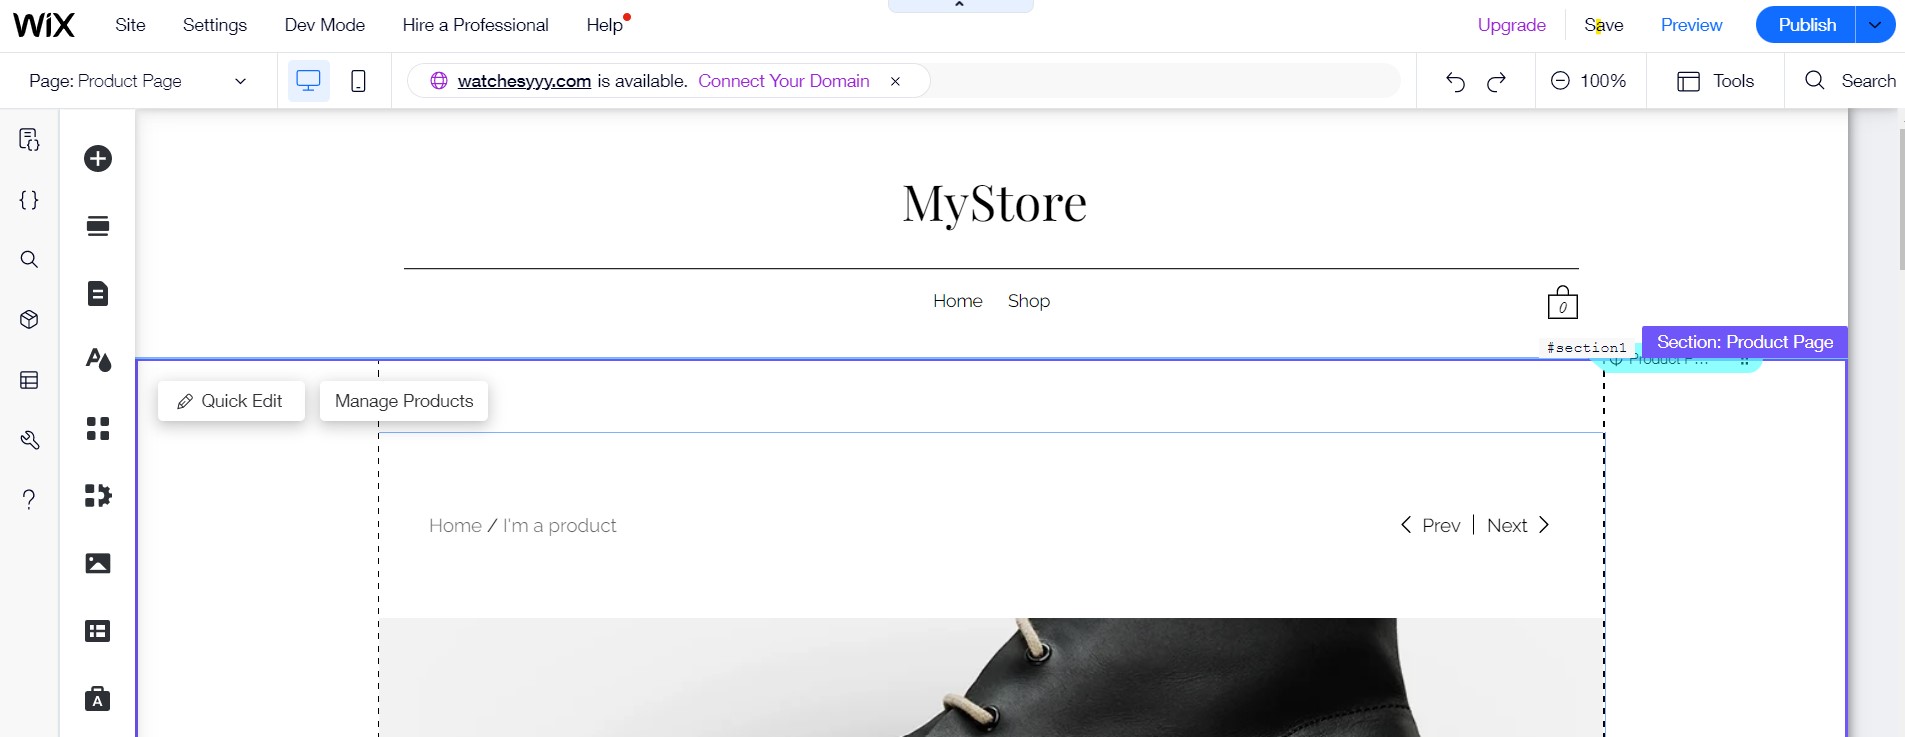 WiX Site Settings Dev Mode Hire a Professional Help Upgrade Save Preview Publish
Page: Product Page watchesyyy.com is available. Connect Your Domain 100% Tools Search
MyStore
Home Shop 0
#section1 Section: Product Page
Product P...
Quick Edit Manage Products
Home / I'm a product Prev | Next
A